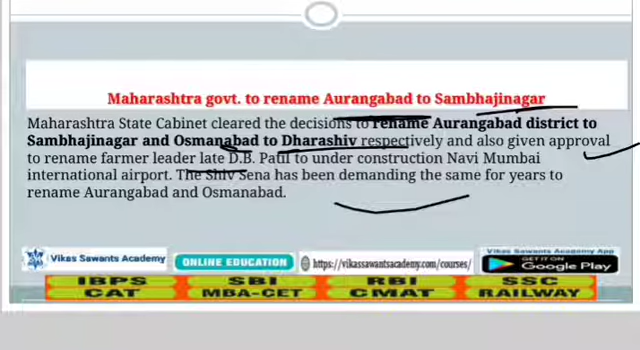 Maharashtra govt. to rename Aurangabad to Sambhajinagar
Maharashtra State Cabinet cleared the decisions to rename Aurangabad district to
Sambhajinagar and Osmanabad to Dharashiv respectively and also given approval
to rename farmer leader late D.B. Patil to under construction Navi Mumbai
international airport. The Shiv Sena has been demanding the same for years to
rename Aurangabad and Osmanabad.
Vikas Sawants Academy
ONLINE EDUCATION
https://vikassawantsacademy.com/courses/
Vikas Sawants Academy App
GET IT ON
Google Play
IBPS SBI RBI SSC
CAT MBA-CET CMAT RAILWAY